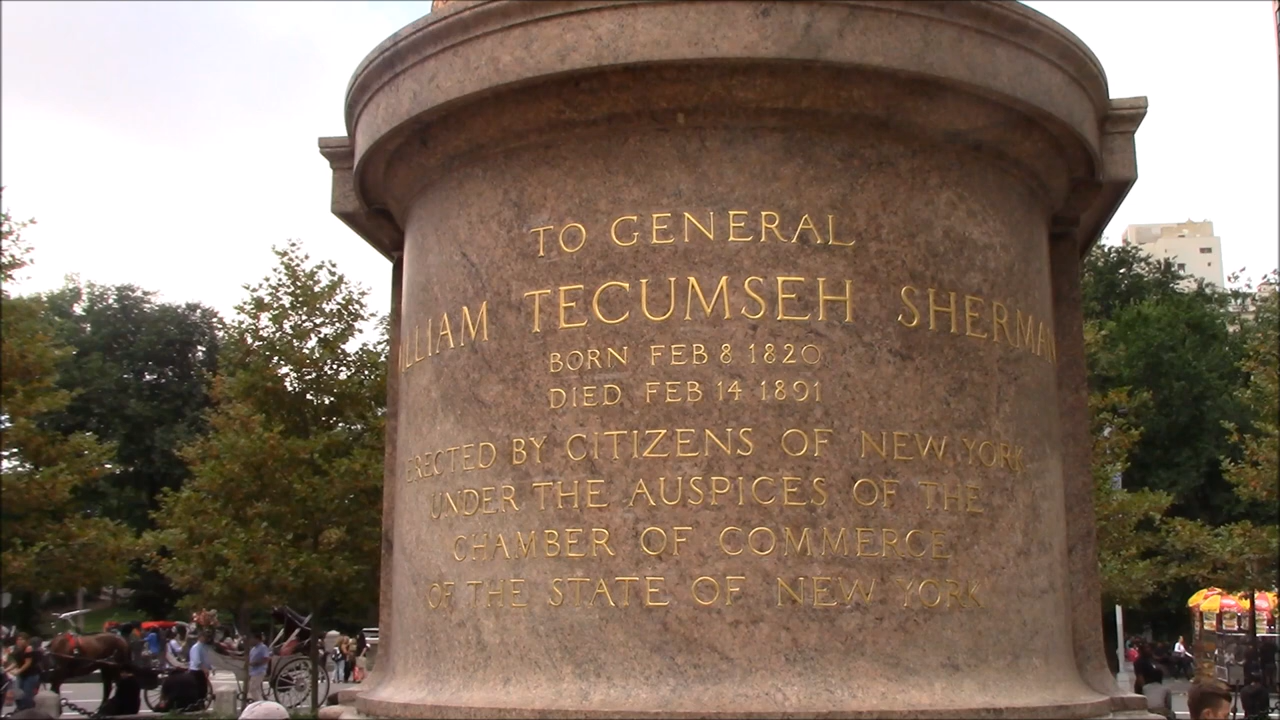 TO GENERAL
WILLIAM TECUMSEH SHERMAN
BORN FEB 8 1820
DIED FEB 14 1891
ERECTED BY CITIZENS OF NEW YORK
UNDER THE AUSPICES OF THE
CHAMBER OF COMMERCE
OF THE STATE OF NEW YORK